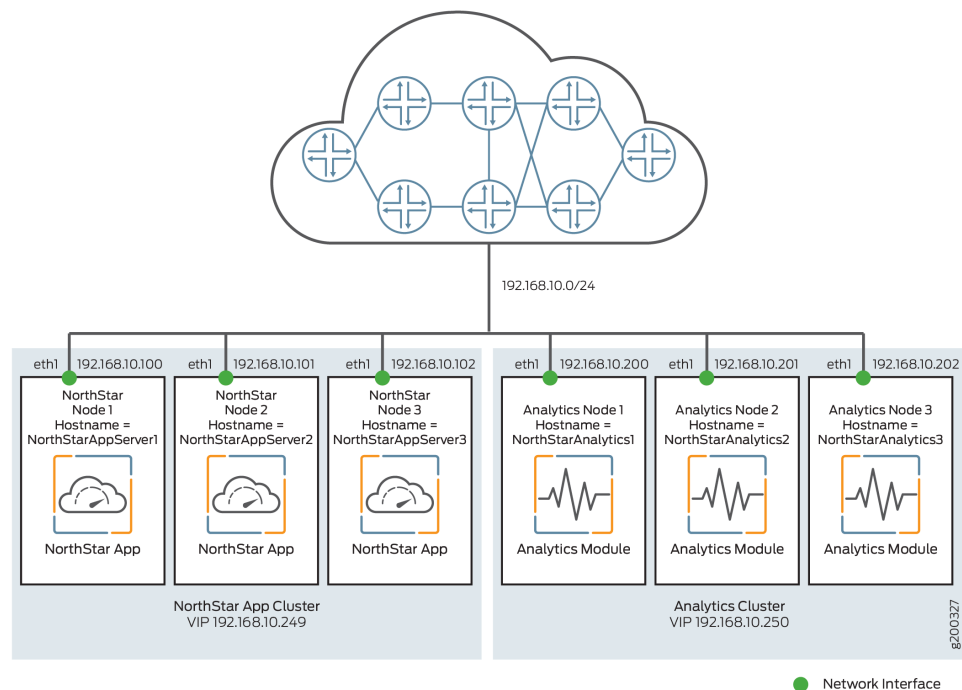 192.168.10.0/24
eth1 192.168.10.100
eth1 192.168.10.101
eth1 192.168.10.102
eth1 192.168.10.200
eth1 192.168.10.201
eth1 192.168.10.202
NorthStar
Node 1
Hostname =
NorthStarAppServer1
NorthStar App
NorthStar
Node 2
Hostname =
NorthStarAppServer2
NorthStar App
NorthStar
Node 3
Hostname =
NorthStarAppServer3
NorthStar App
Analytics Node 1
Hostname =
NorthStarAnalytics1
Analytics Module
Analytics Node 2
Hostname =
NorthStarAnalytics2
Analytics Module
Analytics Node 3
Hostname =
NorthStarAnalytics3
Analytics Module
NorthStar App Cluster
VIP 192.168.10.249
Analytics Cluster
VIP 192.168.10.250
g200327
Network Interface